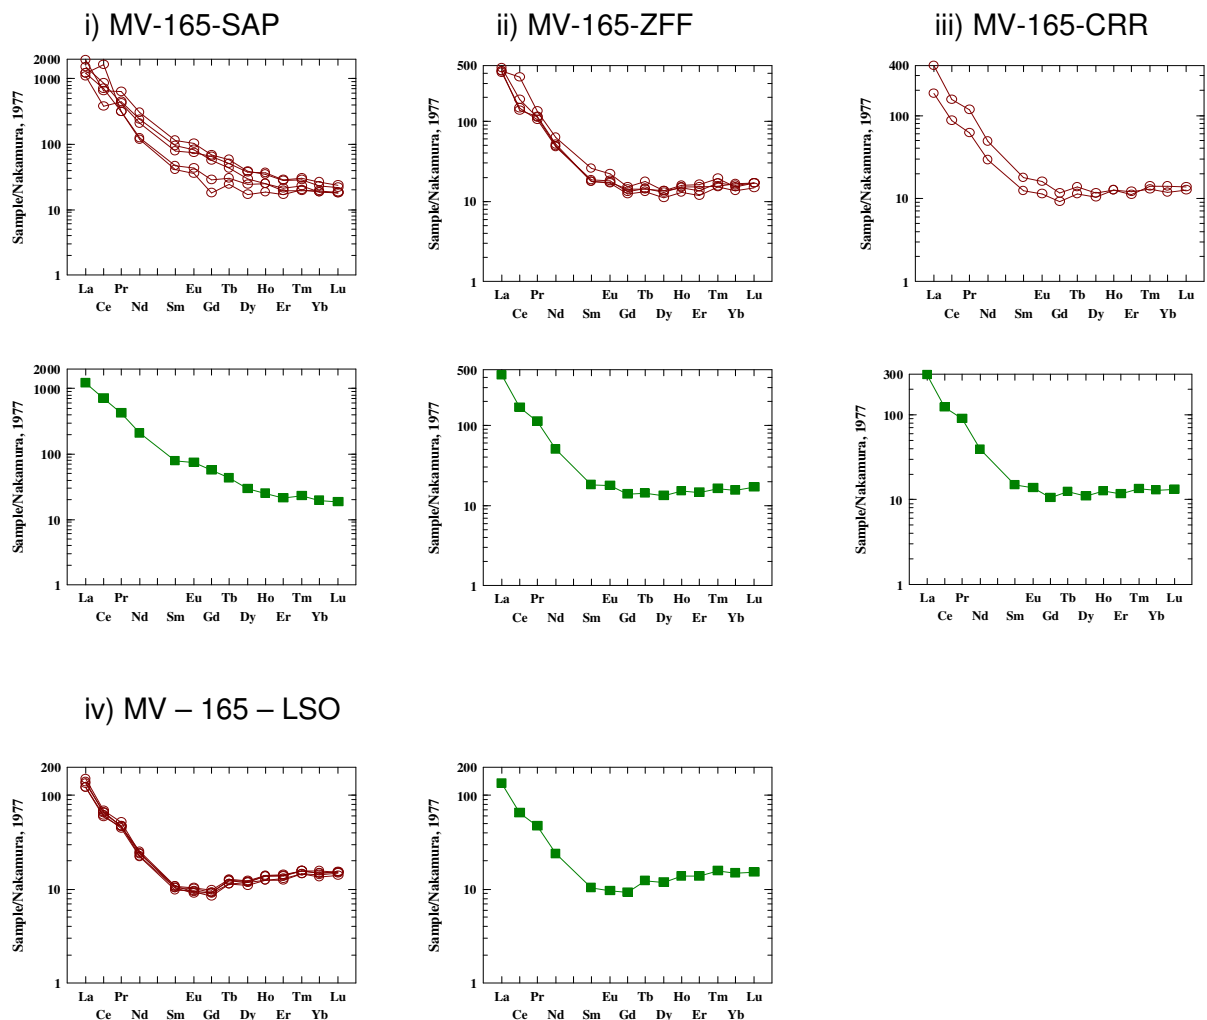 i) MV-165-SAP
ii) MV-165-ZFF
iii) MV-165-CRR
Sample/Nakamura, 1977
2000
1000
100
10
1
La Pr Eu Tb Ho Tm Lu
Ce Nd Sm Gd Dy Er Yb
Sample/Nakamura, 1977
500
100
10
1
La Pr Eu Tb Ho Tm Lu
Ce Nd Sm Gd Dy Er Yb
Sample/Nakamura, 1977
400
100
10
1
La Pr Eu Tb Ho Tm Lu
Ce Nd Sm Gd Dy Er Yb
Sample/Nakamura, 1977
2000
1000
100
10
1
La Pr Eu Tb Ho Tm Lu
Ce Nd Sm Gd Dy Er Yb
Sample/Nakamura, 1977
500
100
10
1
La Pr Eu Tb Ho Tm Lu
Ce Nd Sm Gd Dy Er Yb
Sample/Nakamura, 1977
300
100
10
1
La Pr Eu Tb Ho Tm Lu
Ce Nd Sm Gd Dy Er Yb
iv) MV – 165 – LSO
Sample/Nakamura, 1977
200
100
10
1
La Pr Eu Tb Ho Tm Lu
Ce Nd Sm Gd Dy Er Yb
Sample/Nakamura, 1977
200
100
10
1
La Pr Eu Tb Ho Tm Lu
Ce Nd Sm Gd Dy Er Yb